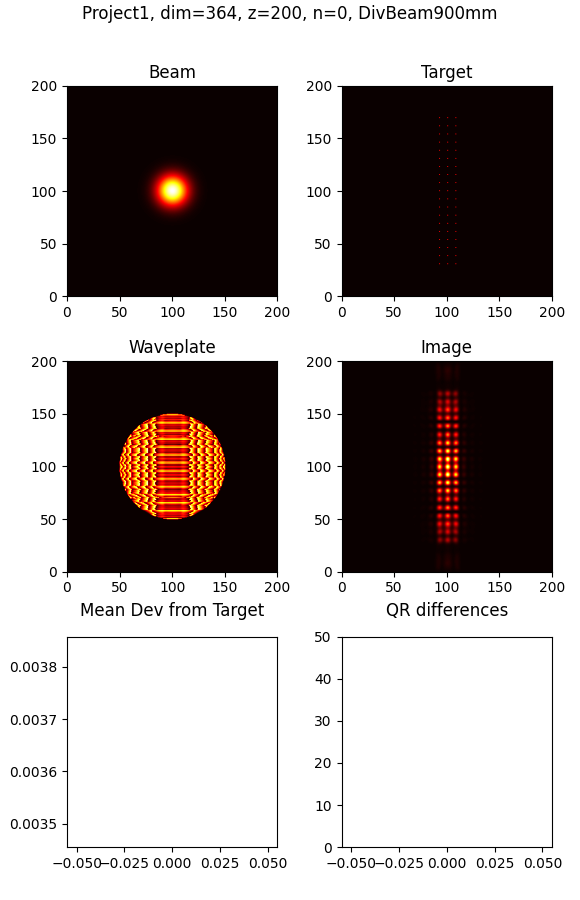 Project1, dim=364, z=200, n=0, DivBeam900mm
Beam
200
150
100
50
0
0 50 100 150 200
Target
200
150
100
50
0
0 50 100 150 200
Waveplate
200
150
100
50
0
0 50 100 150 200
Image
200
150
100
50
0
0 50 100 150 200
Mean Dev from Target
0.0038
0.0037
0.0036
0.0035
−0.050 −0.025 0.000 0.025 0.050
QR differences
50
40
30
20
10
0
−0.050 −0.025 0.000 0.025 0.050